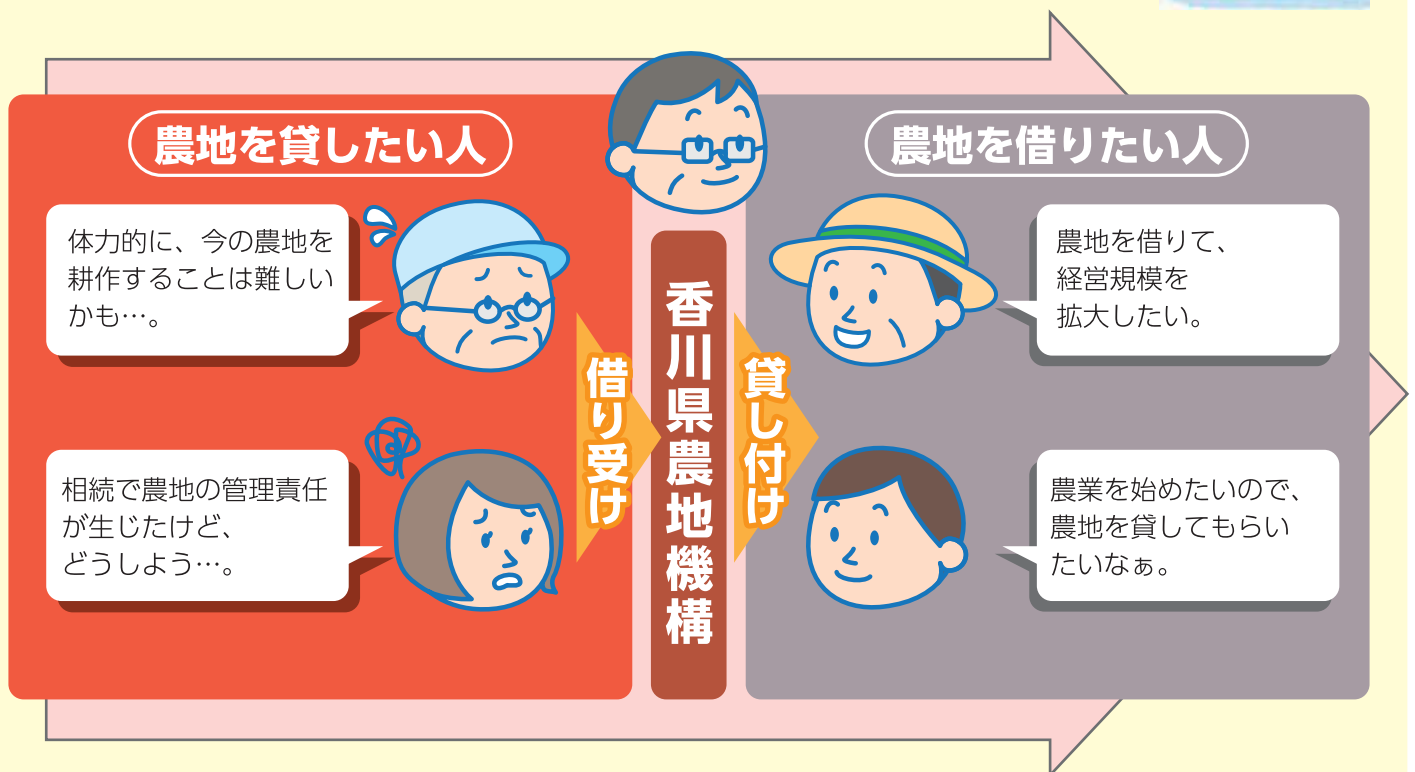 農地を貸したい人
体力的に、今の農地を
耕作することは難しい
かも…。
相続で農地の管理責任
が生じたけど、
どうしよう…。
借り受け
香川県農地機構
貸し付け
農地を借りたい人
農地を借りて、
経営規模を
拡大したい。
農業を始めたいので、
農地を貸してもらい
たいなぁ。